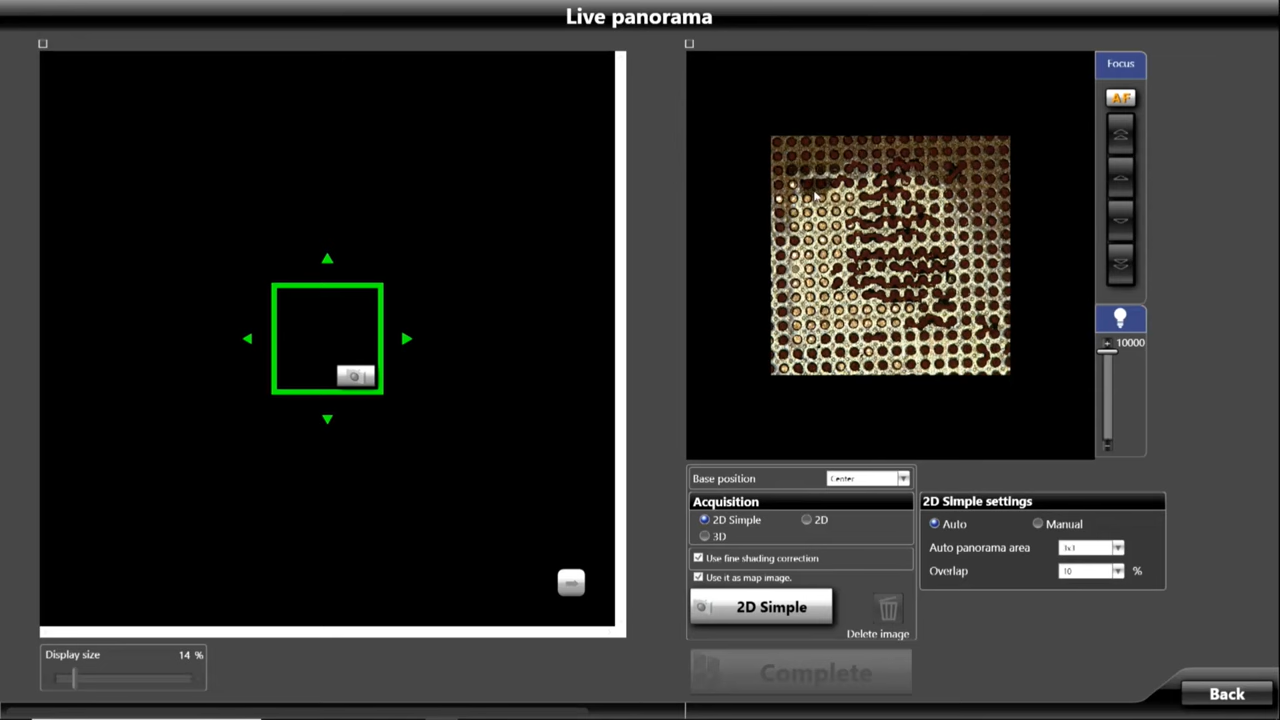 Live panorama
Focus
AF
10000
Base position
Center
Acquisition
2D Simple
2D
3D
Use fine shading correction
Use it as map image.
2D Simple
Delete image
Complete
2D Simple settings
Auto
Manual
Auto panorama area
3x3
Overlap
10
%
Display size
14 %
Back